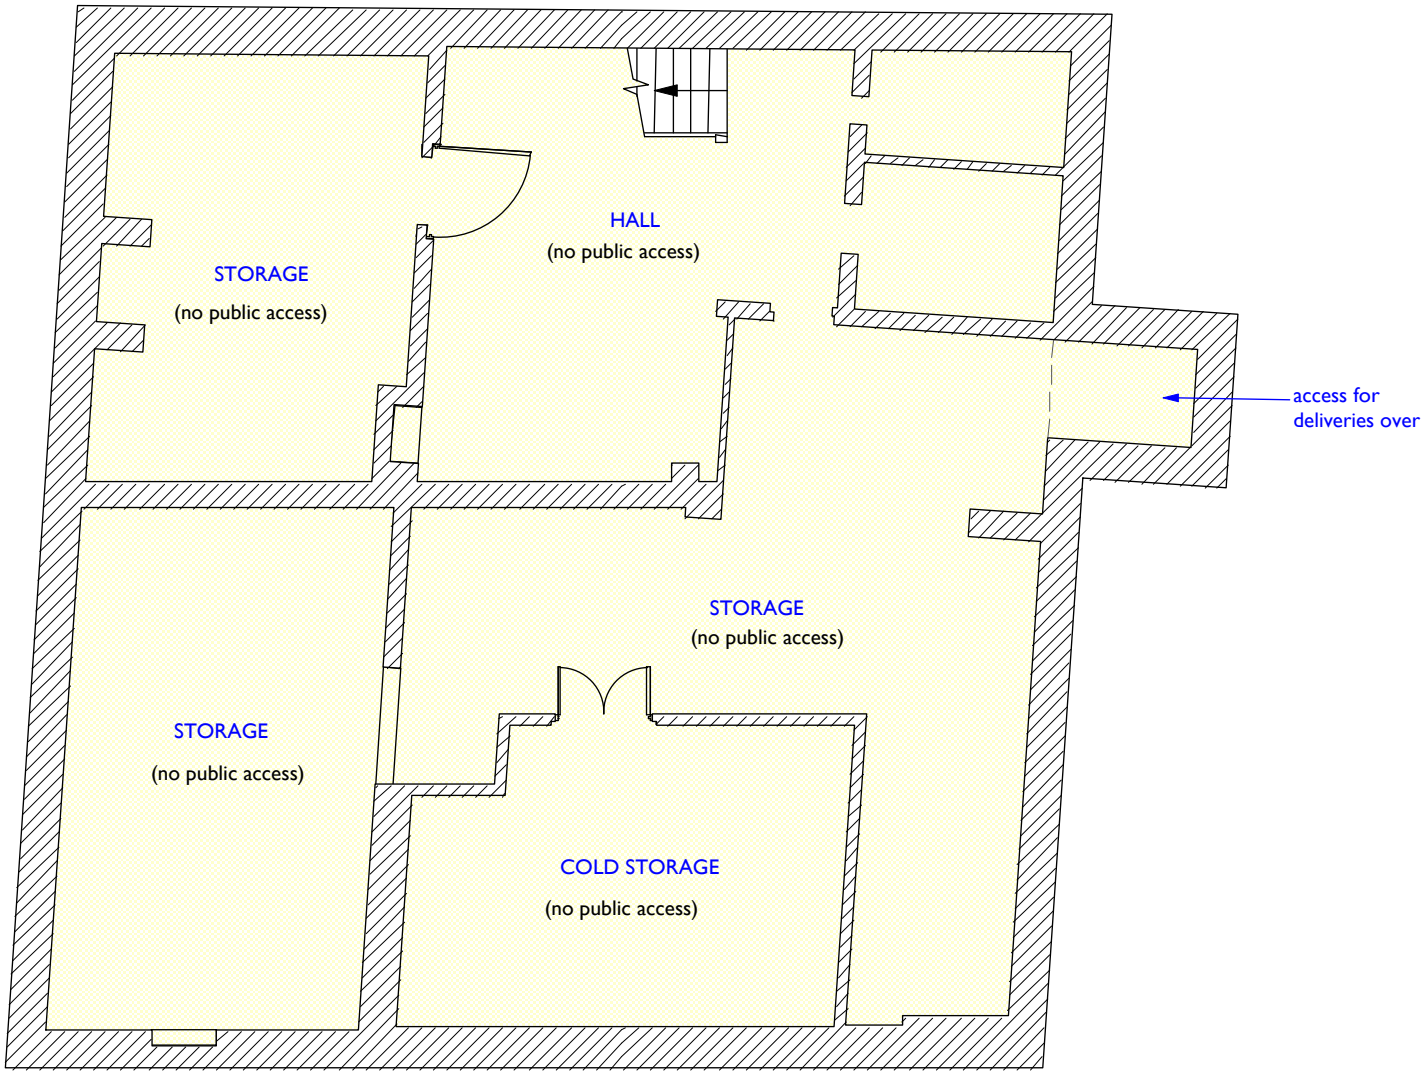 HALL
(no public access)
STORAGE
(no public access)
access for
deliveries over
STORAGE
(no public access)
STORAGE
(no public access)
COLD STORAGE
(no public access)